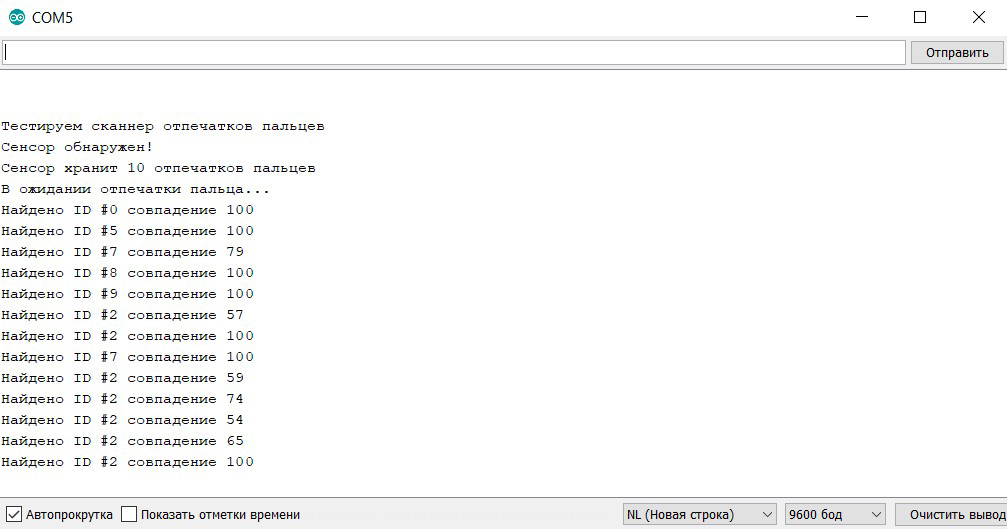 COM5
Отправить
Тестируем сканнер отпечатков пальцев
Сенсор обнаружен!
Сенсор хранит 10 отпечатков пальцев
В ожидании отпечатки пальца...
Найдено ID #0 совпадение 100
Найдено ID #5 совпадение 100
Найдено ID #7 совпадение 79
Найдено ID #8 совпадение 100
Найдено ID #9 совпадение 100
Найдено ID #2 совпадение 57
Найдено ID #2 совпадение 100
Найдено ID #7 совпадение 100
Найдено ID #2 совпадение 59
Найдено ID #2 совпадение 74
Найдено ID #2 совпадение 54
Найдено ID #2 совпадение 65
Найдено ID #2 совпадение 100
Автопрокрутка Показать отметки времени NL (Новая строка) 9600 бод Очистить вывод